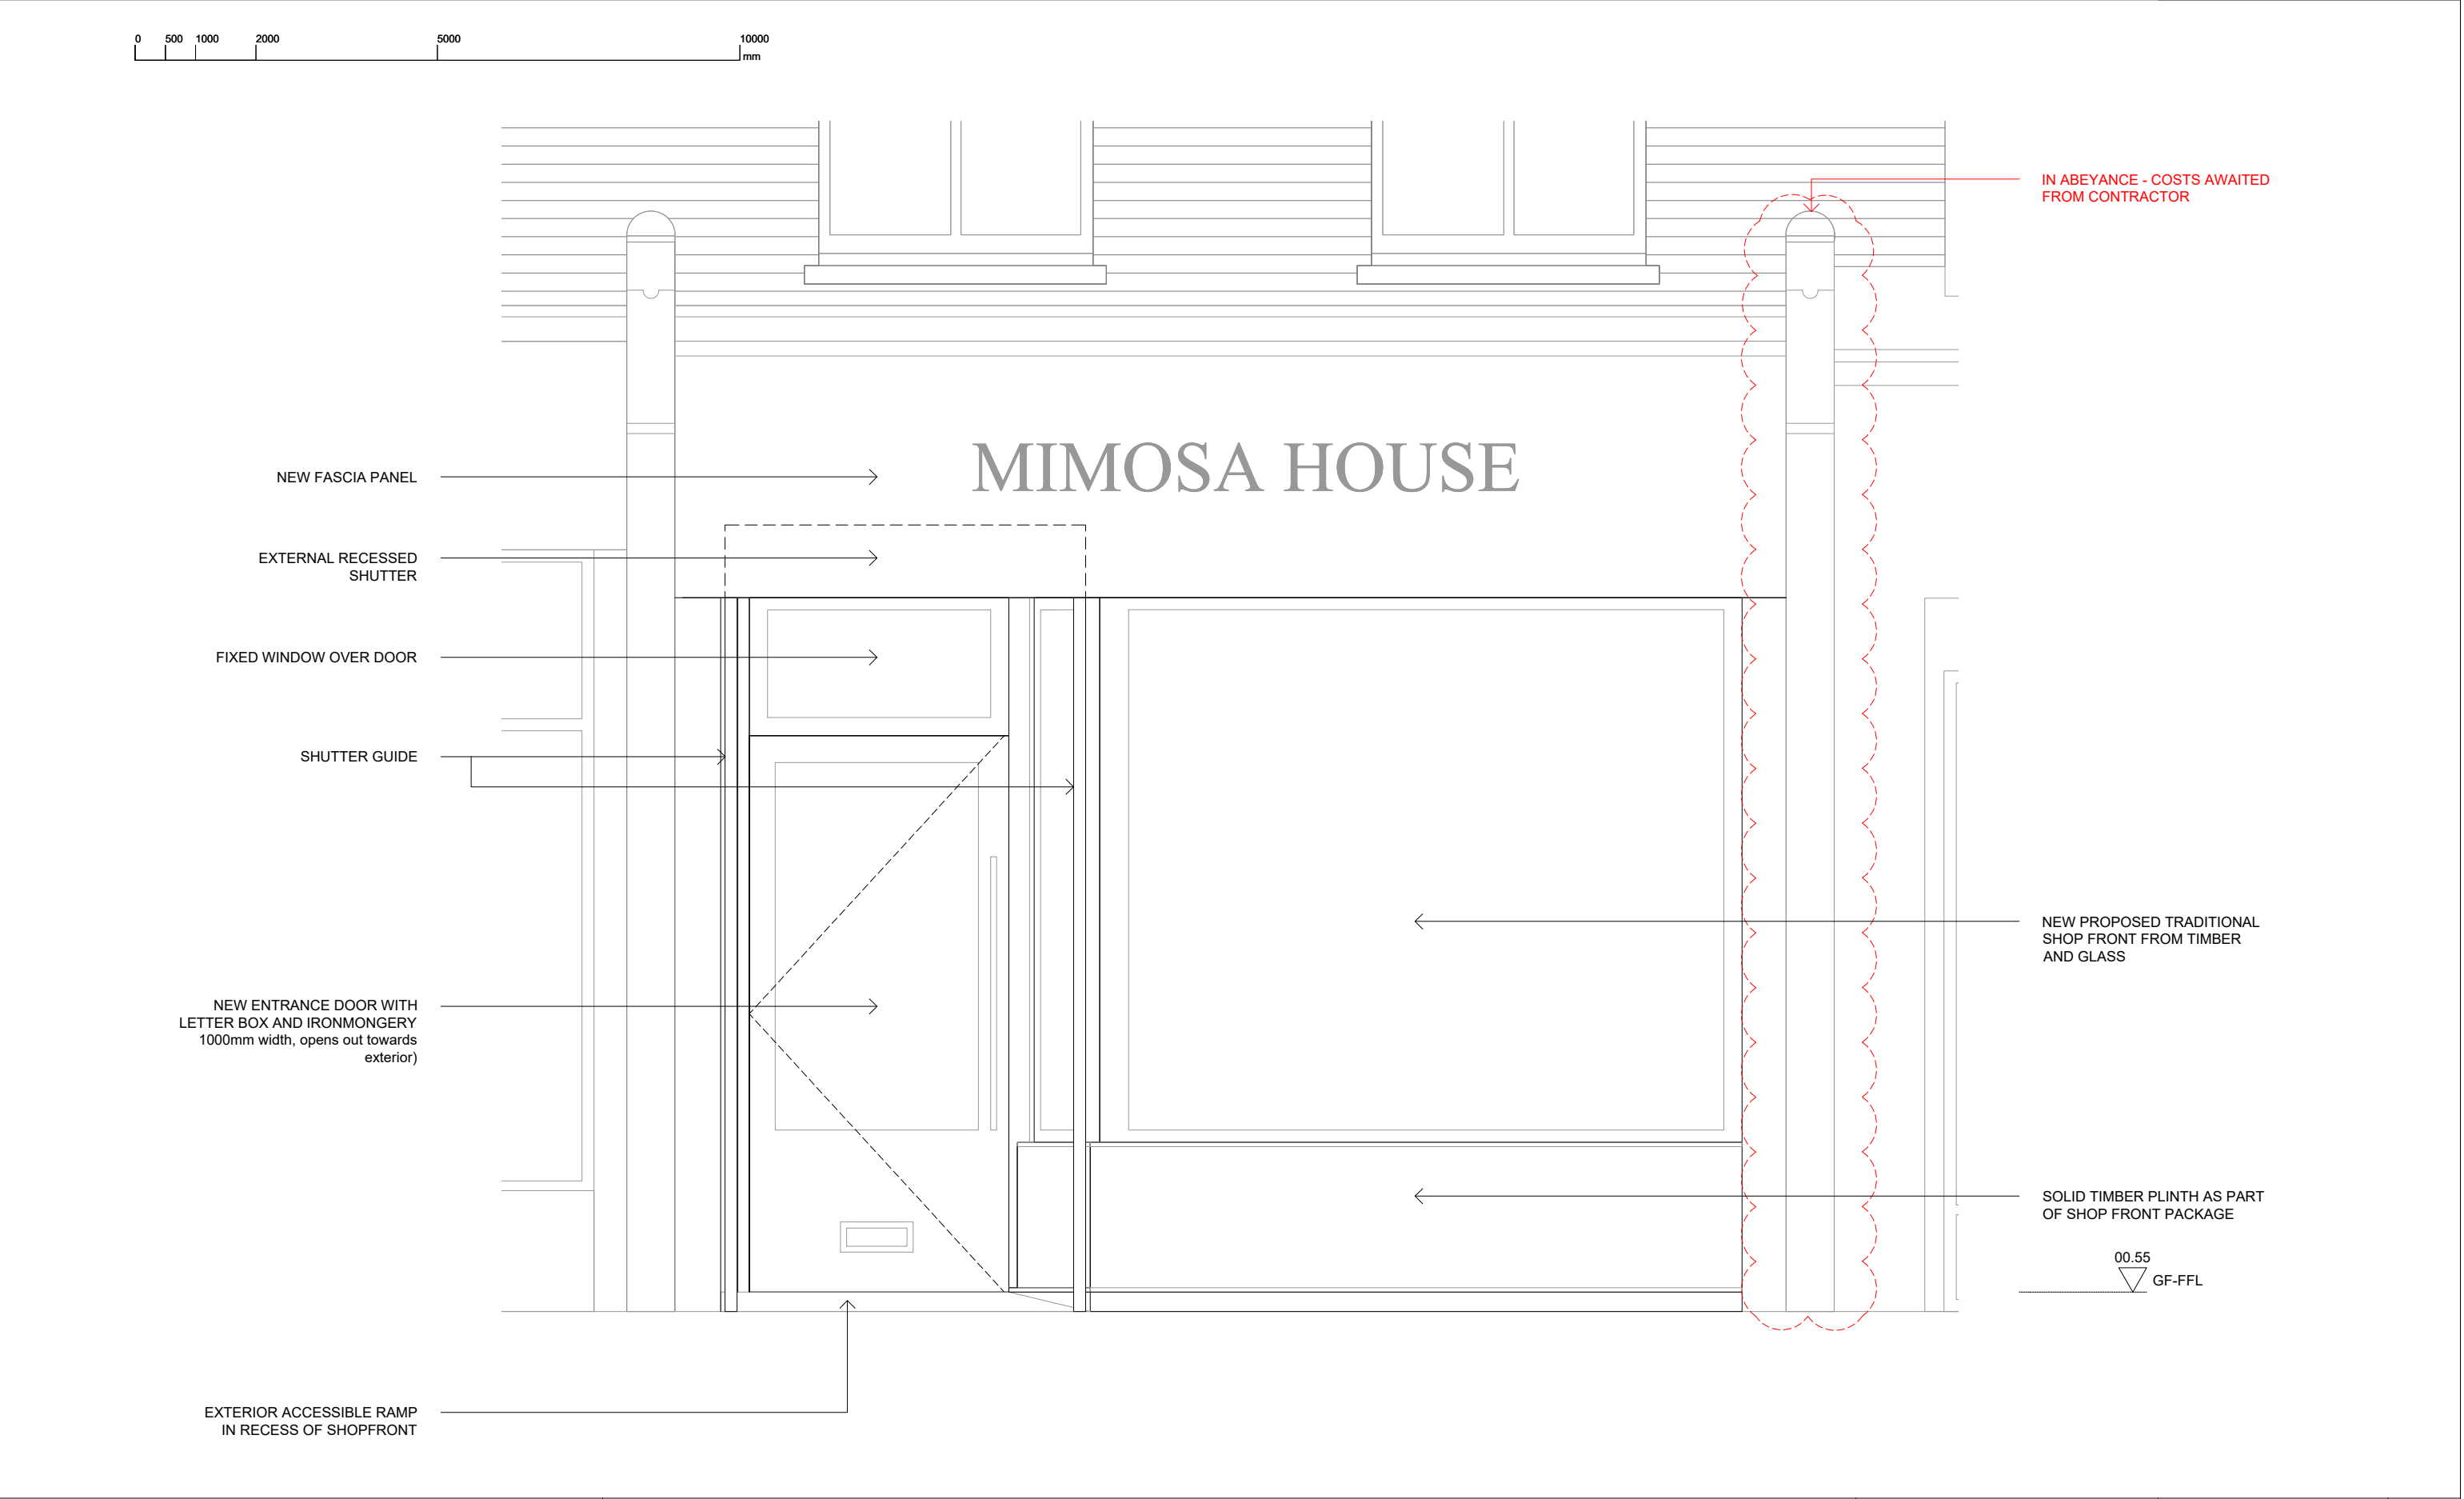 0 500 1000 2000 5000 10000
mm
IN ABEYANCE - COSTS AWAITED
FROM CONTRACTOR
MIMOSA HOUSE
NEW FASCIA PANEL
EXTERNAL RECESSED
SHUTTER
FIXED WINDOW OVER DOOR
SHUTTER GUIDE
NEW ENTRANCE DOOR WITH
LETTER BOX AND IRONMONGERY
1000mm width, opens out towards
exterior)
NEW PROPOSED TRADITIONAL
SHOP FRONT FROM TIMBER
AND GLASS
SOLID TIMBER PLINTH AS PART
OF SHOP FRONT PACKAGE
00.55
GF-FFL
EXTERIOR ACCESSIBLE RAMP
IN RECESS OF SHOPFRONT